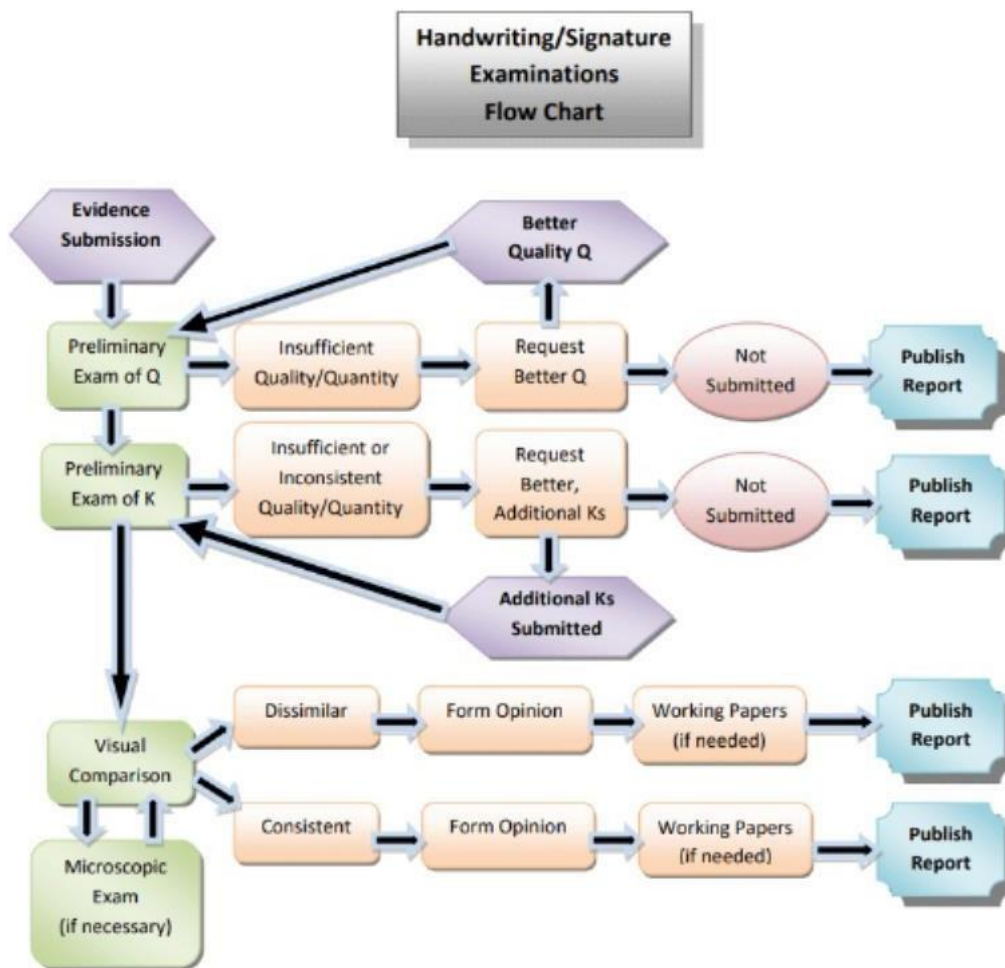 Handwriting/Signature
Examinations
Flow Chart
Evidence
Submission
Better
Quality Q
Preliminary
Exam of Q
Insufficient
Quality/Quantity
Request
Better Q
Not
Submitted
Publish
Report
Preliminary
Exam of K
Insufficient or
Inconsistent
Quality/Quantity
Request
Better,
Additional Ks
Not
Submitted
Publish
Report
Additional Ks
Submitted
Visual
Comparison
Dissimilar
Form Opinion
Working Papers
(if needed)
Publish
Report
Consistent
Form Opinion
Working Papers
(if needed)
Publish
Report
Microscopic
Exam
(if necessary)